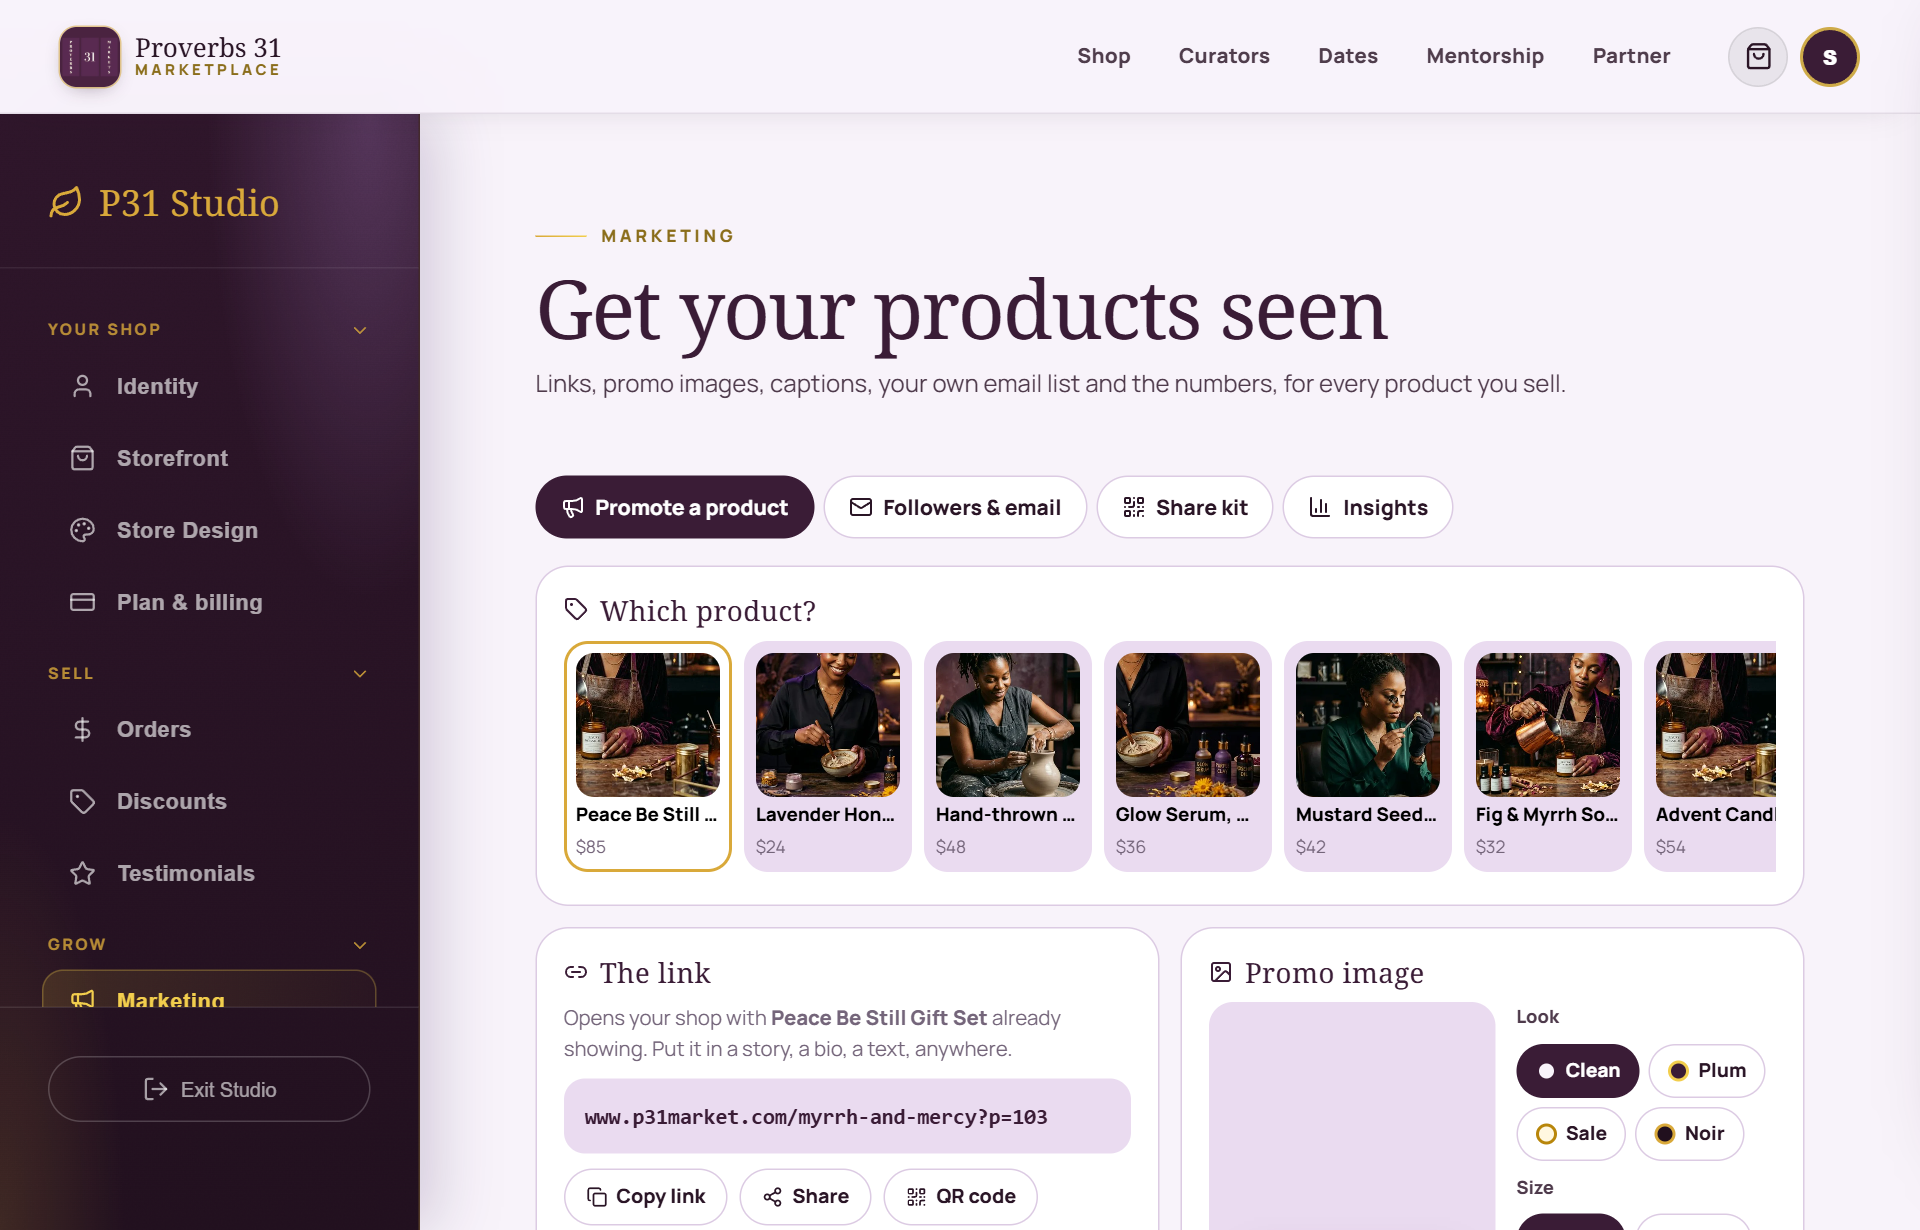 Proverbs 31
MARKETPLACE
Shop
Curators
Dates
Mentorship
Partner
S
P31 Studio
YOUR SHOP
Identity
Storefront
Store Design
Plan & billing
SELL
Orders
Discounts
Testimonials
GROW
Marketing
Exit Studio
MARKETING
Get your products seen
Links, promo images, captions, your own email list and the numbers, for every product you sell.
Promote a product
Followers & email
Share kit
Insights
Which product?
Peace Be Still ...
$85
Lavender Hon...
$24
Hand-thrown ...
$48
Glow Serum, ...
$36
Mustard Seed...
$42
Fig & Myrrh So...
$32
Advent Candl
$54
The link
Opens your shop with Peace Be Still Gift Set already
showing. Put it in a story, a bio, a text, anywhere.
www.p31market.com/myrrh-and-mercy?p=103
Copy link
Share
QR code
Promo image
Look
Clean
Plum
Sale
Noir
Size